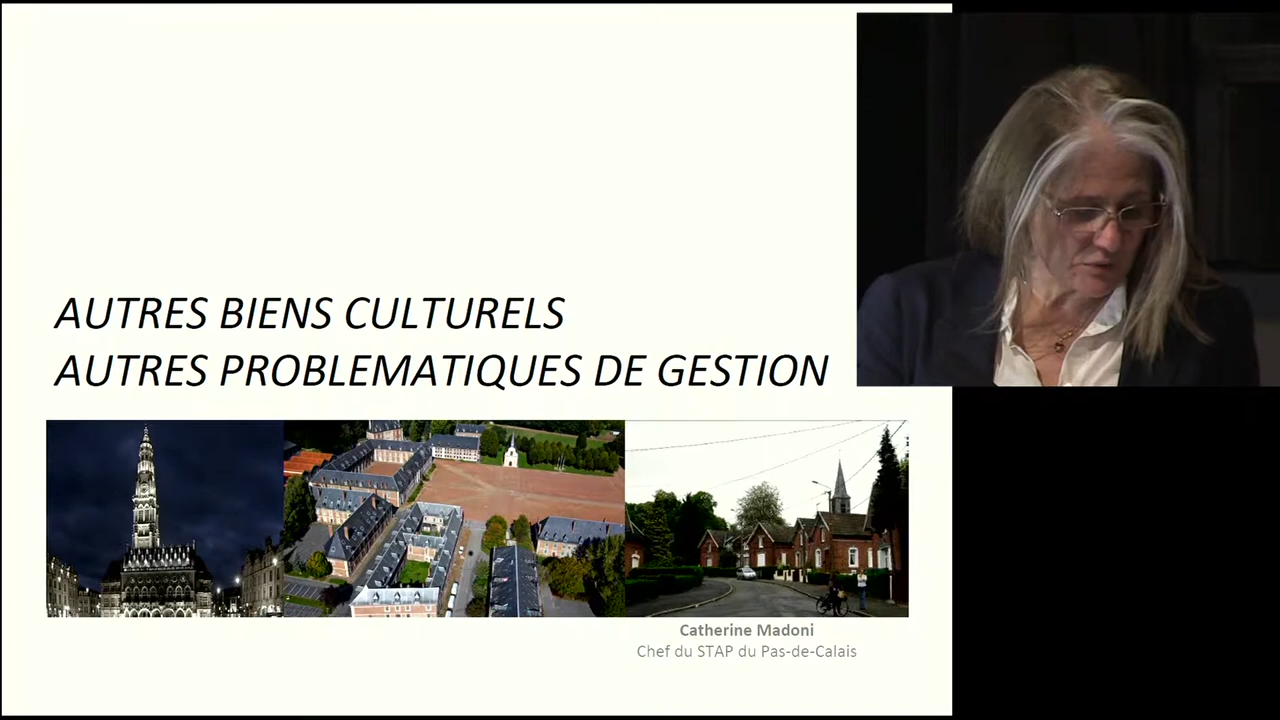 AUTRES BIENS CULTURELS
AUTRES PROBLEMATIQUES DE GESTION
Catherine Madoni
Chef du STAP du Pas-de-Calais